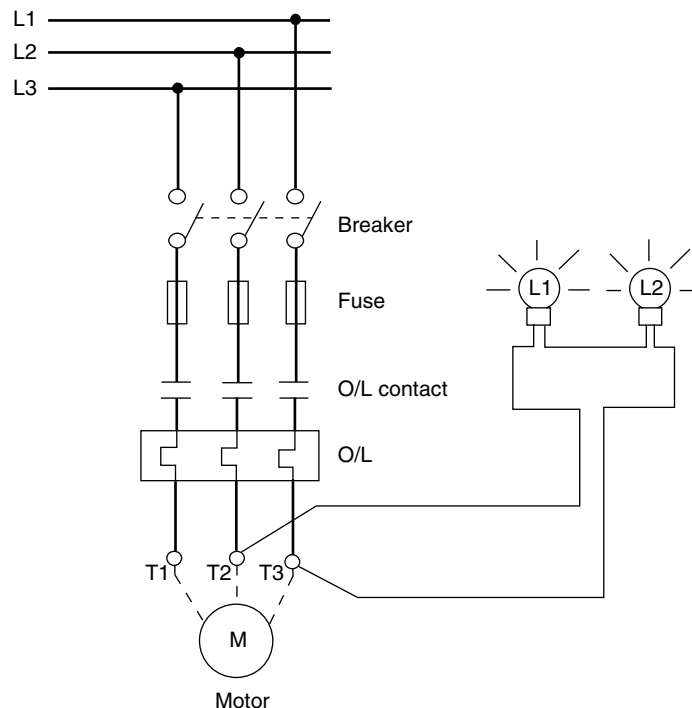 L1
L2
L3
Breaker
L1
L2
Fuse
O/L contact
O/L
T1
T2
T3
M
Motor